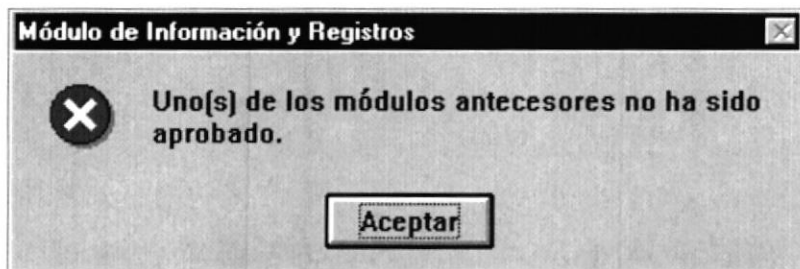 Módulo de Información y Registros
Uno(s) de los módulos antecesores no ha sido
aprobado.
Aceptar